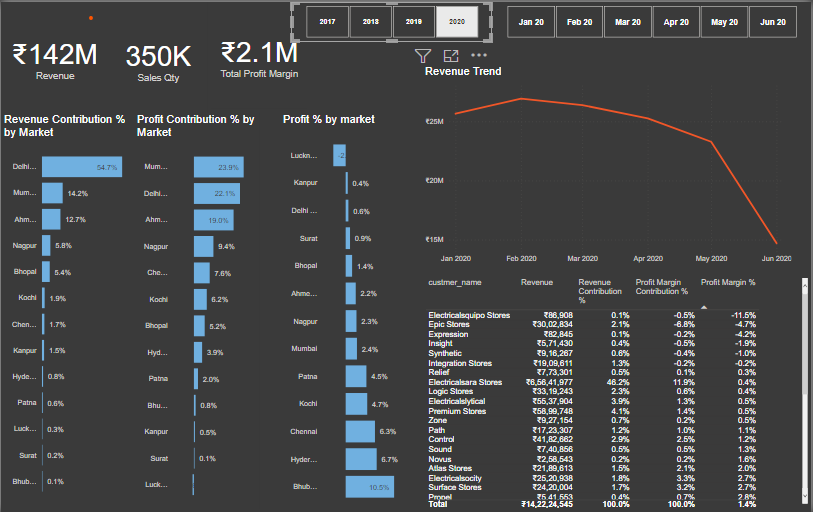 2017 2018 2019 2020
Jan 20 Feb 20 Mar 20 Apr 20 May 20 Jun 20
₹142M
Revenue
350K
Sales Qty
₹2.1M
Total Profit Margin
Revenue Contribution %
by Market
Delhi... 54.7%
Mum... 14.2%
Ahm... 12.7%
Nagpur 5.8%
Bhopal 5.4%
Kochi 1.9%
Chen... 1.7%
Kanpur 1.5%
Hyde... 0.8%
Patna 0.6%
Luck... 0.3%
Surat 0.2%
Bhub... 0.1%
Profit Contribution % by
Market
Mum... 23.9%
Delhi... 22.1%
Ahm... 19.0%
Nagpur 9.4%
Che... 7.6%
Kochi 6.2%
Bhopal 5.2%
Hyd... 3.9%
Patna 2.0%
Bhu... 0.8%
Kanpur 0.5%
Surat 0.1%
Luck...
Profit % by market
Luckn... -2
Kanpur 0.4%
Delhi ... 0.6%
Surat 0.9%
Bhopal 1.4%
Ahme... 2.2%
Nagpur 2.3%
Mumbai 2.4%
Patna 4.5%
Kochi 4.7%
Chennai 6.3%
Hyder... 6.7%
Bhub... 10.5%
Revenue Trend
₹25M
₹20M
₹15M
Jan 2020 Feb 2020 Mar 2020 Apr 2020 May 2020 Jun 2020
custmer_name Revenue Revenue Contribution % Profit Margin Contribution % Profit Margin %
Electricalsquipo Stores ₹86,908 0.1% -0.5% -11.5%
Epic Stores ₹30,02,834 2.1% -6.8% -4.7%
Expression ₹82,845 0.1% -0.2% -4.2%
Insight ₹5,71,430 0.4% -0.5% -1.9%
Synthetic ₹9,16,267 0.6% -0.4% -1.0%
Integration Stores ₹19,09,611 1.3% -0.2% -0.2%
Relief ₹7,73,301 0.5% 0.1% 0.3%
Electricalsara Stores ₹6,56,41,977 46.2% 11.9% 0.4%
Logic Stores ₹33,19,243 2.3% 0.6% 0.4%
Electricalslytical ₹55,37,904 3.9% 1.3% 0.5%
Premium Stores ₹58,99,748 4.1% 1.4% 0.5%
Zone ₹9,27,154 0.7% 0.2% 0.5%
Path ₹17,23,307 1.2% 1.0% 1.1%
Control ₹41,82,662 2.9% 2.5% 1.2%
Sound ₹7,40,856 0.5% 0.5% 1.3%
Novus ₹2,58,543 0.2% 0.2% 1.6%
Atlas Stores ₹21,89,613 1.5% 2.1% 2.0%
Electricalsocity ₹25,20,938 1.8% 3.3% 2.7%
Surface Stores ₹24,20,004 1.7% 3.2% 2.7%
Propel ₹5,41,553 0.4% 0.7% 2.8%
Total ₹14,22,24,545 100.0% 100.0% 1.4%